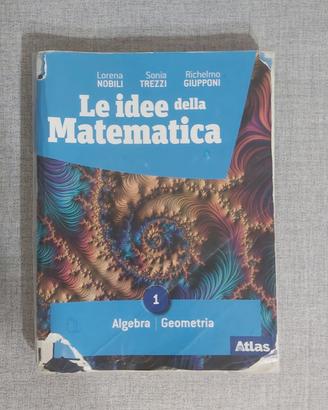 Lorena Sonia Richelmo
NOBILI TREZZI GIUPPONI
Le idee della
Matematica
1
Algebra | Geometria
Atlas